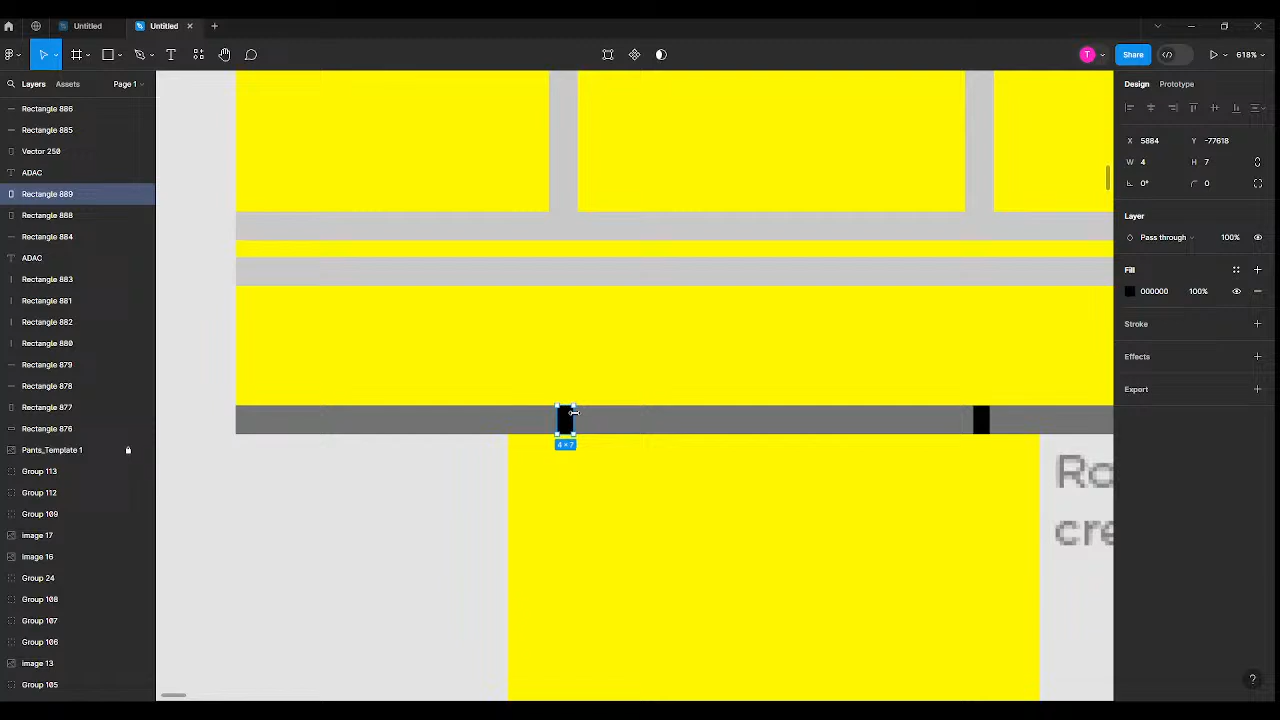 Untitled
Untitled
Share
618%
Layers
Assets
Page 1
Design
Prototype
Rectangle 886
Rectangle 885
Vector 250
ADAC
Rectangle 889
Rectangle 888
Rectangle 884
ADAC
Rectangle 883
Rectangle 881
Rectangle 882
Rectangle 880
Rectangle 879
Rectangle 878
Rectangle 877
Rectangle 876
Pants_Template 1
Group 113
Group 112
Group 109
image 17
image 16
Group 24
Group 108
Group 107
Group 106
image 13
Group 105
4 × 7
Ro
cre
X 5884 Y -77618
W 4 H 7
0° 0
Layer
Pass through 100%
Fill
000000 100%
Stroke
Effects
Export
T
?